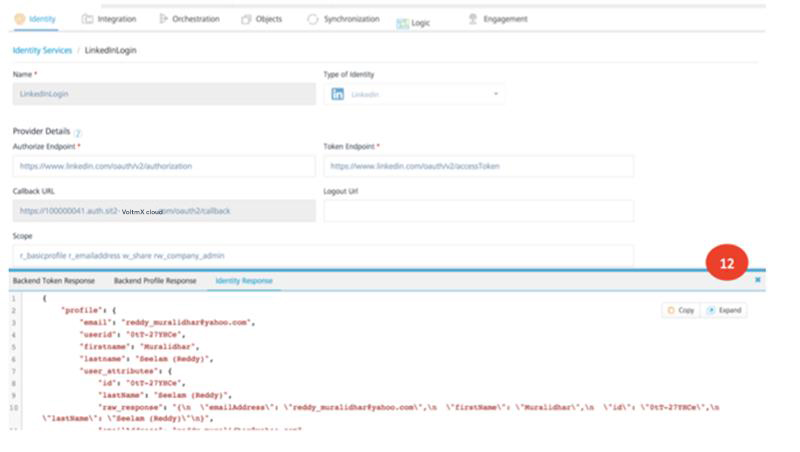 Identity Integration Orchestration Objects Synchronization Logic Engagement
Identity Services / LinkedInLogin
Name * Type of Identity
LinkedInLogin in LinkedIn
Provider Details ?
Authorize Endpoint * Token Endpoint *
https://www.linkedin.com/oauth/v2/authorization https://www.linkedin.com/oauth/v2/accessToken
Callback URL Logout Url
https://100000041.auth.sit2- VoltmX cloud.com/oauth2/callback
Scope
r_basicprofile r_emailaddress w_share rw_company_admin
12
Backend Token Response Backend Profile Response Identity Response ×
Copy Expand
1 {
2 "profile": {
3 "email": "reddy_muralidhar@yahoo.com",
4 "userid": "0tT-27YHCe",
5 "firstname": "Muralidhar",
6 "lastname": "Seelam (Reddy)",
7 "user_attributes": {
8 "id": "0tT-27YHCe",
9 "lastName": "Seelam (Reddy)",
10 "raw_response": "{\n \"emailAddress\": \"reddy_muralidhar@yahoo.com\",\n \"firstName\": \"Muralidhar\",\n \"id\": \"0tT-27YHCe\",\n
\"lastName\": \"Seelam (Reddy)\"\n}",